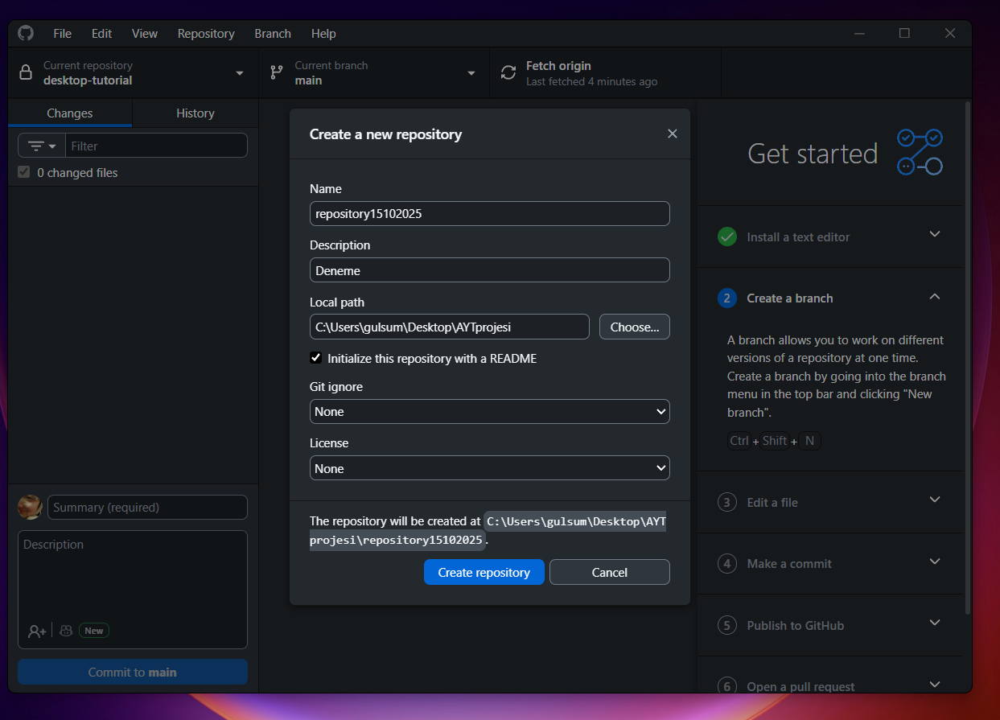 File Edit View Repository Branch Help
Current repository
desktop-tutorial
Current branch
main
Fetch origin
Last fetched 4 minutes ago
Changes
History
Filter
0 changed files
Create a new repository
Name
repository15102025
Description
Deneme
Local path
C:\Users\gulsum\Desktop\AYTprojesi
Choose...
Initialize this repository with a README
Git ignore
None
License
None
The repository will be created at C:\Users\gulsum\Desktop\AYT
projesi\repository15102025.
Create repository
Cancel
Get started
Install a text editor
2 Create a branch
A branch allows you to work on different
versions of a repository at one time.
Create a branch by going into the branch
menu in the top bar and clicking "New
branch".
Ctrl + Shift + N
3 Edit a file
4 Make a commit
5 Publish to GitHub
6 Open a pull request
Summary (required)
Description
New
Commit to main